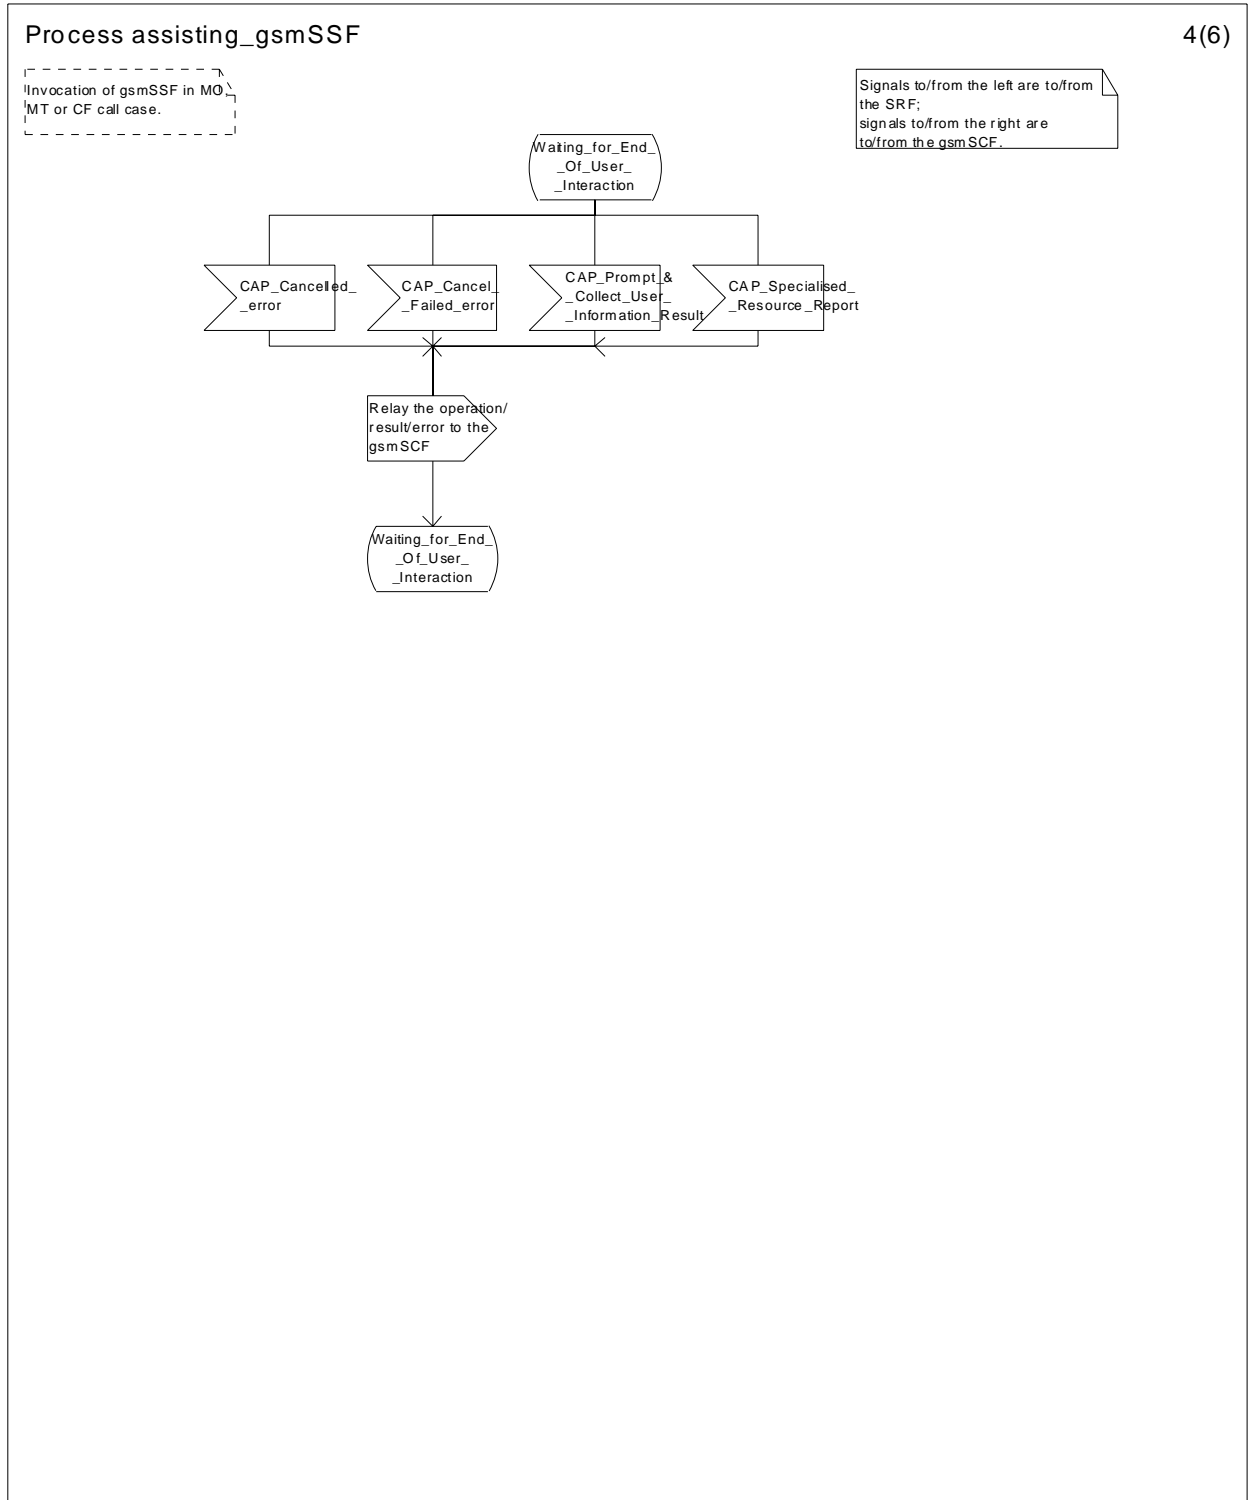 Process assisting_gsmSSF
4(6)
Invocation of gsmSSF in MO,
MT or CF call case.
Signals to/from the left are to/from
the SRF;
signals to/from the right are
to/from the gsmSCF.
Waiting_for_End_
_Of_User_
_Interaction
CAP_Cancelled_
_error
CAP_Cancel_
_Failed_error
CAP_Prompt_&
_Collect_User_
_Information_Result
CAP_Specialised_
_Resource_Report
Relay the operation/
result/error to the
gsmSCF
Waiting_for_End_
_Of_User_
_Interaction